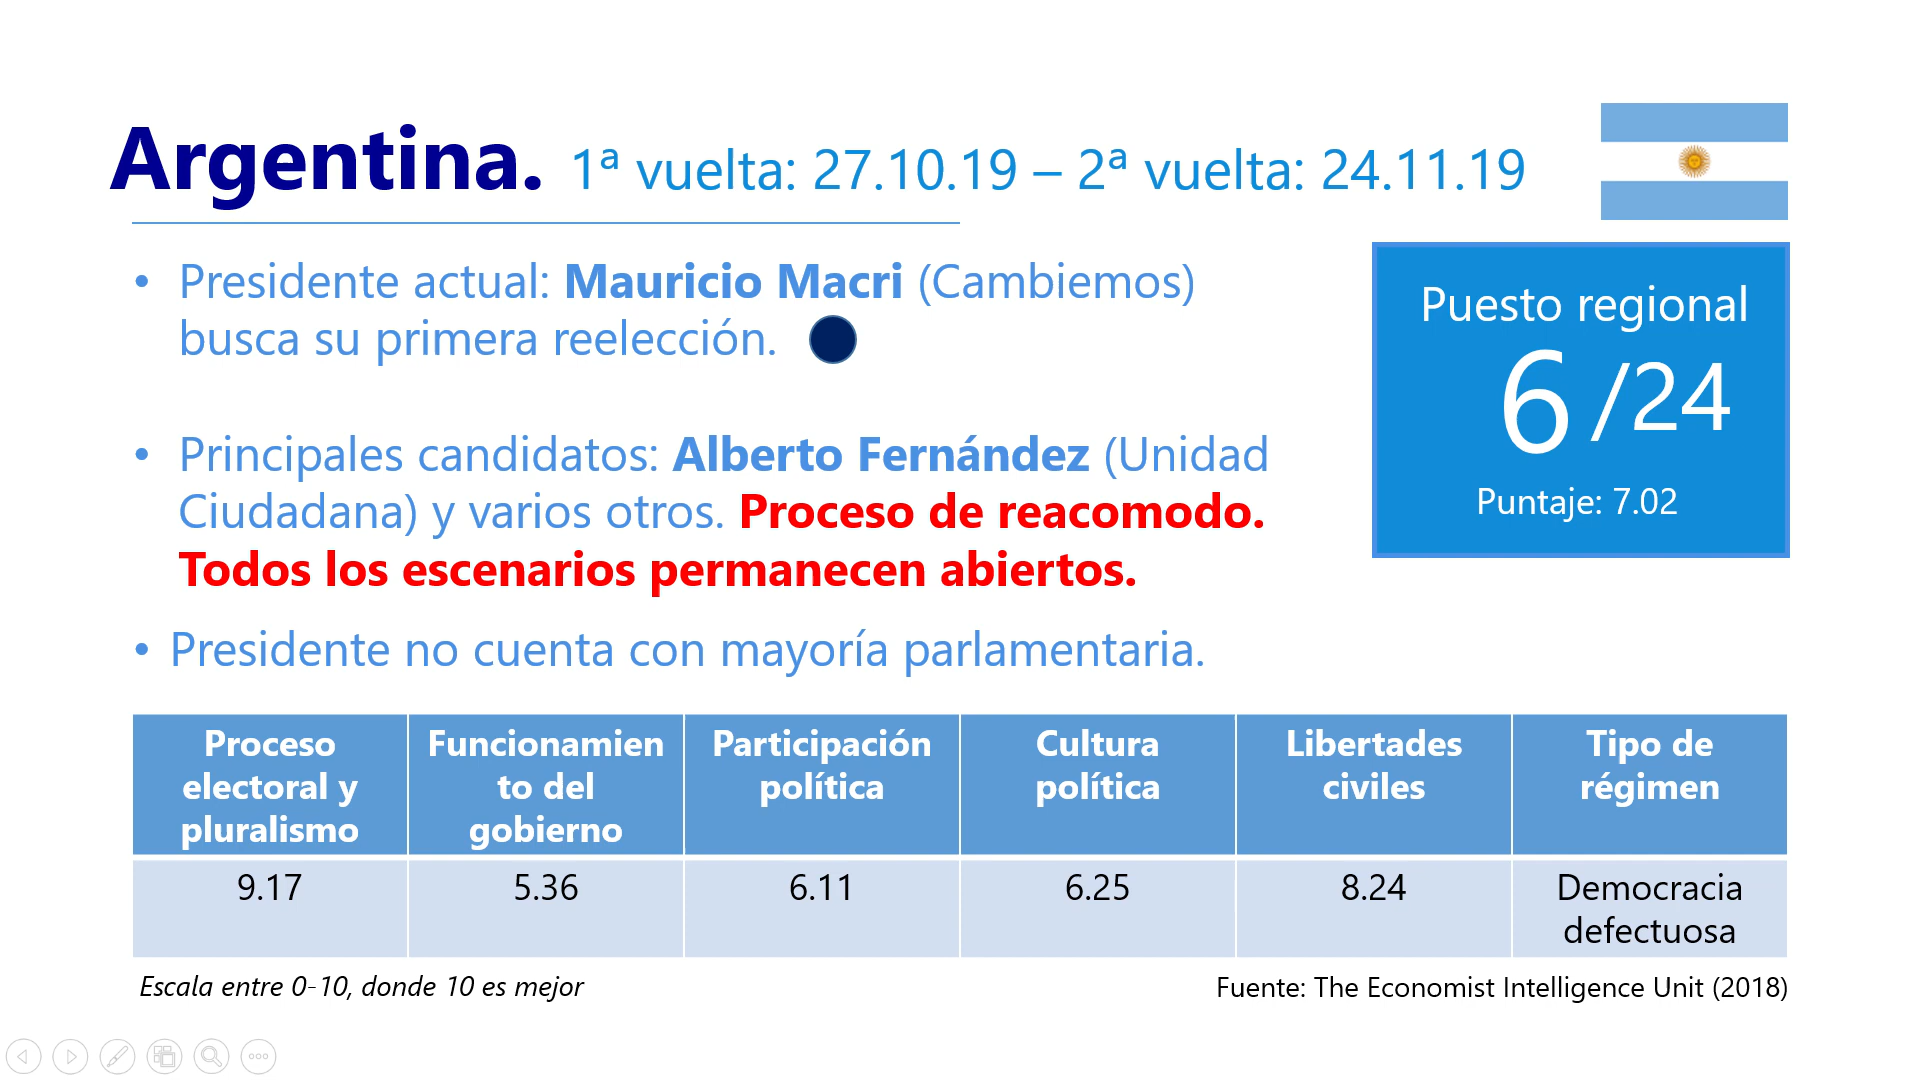 Argentina. 1ª vuelta: 27.10.19 – 2ª vuelta: 24.11.19
• Presidente actual: Mauricio Macri (Cambiemos)
busca su primera reelección.
• Principales candidatos: Alberto Fernández (Unidad
Ciudadana) y varios otros. Proceso de reacomodo.
Todos los escenarios permanecen abiertos.
• Presidente no cuenta con mayoría parlamentaria.
Puesto regional
6 /24
Puntaje: 7.02
Proceso
electoral y
pluralismo
Funcionamien
to del
gobierno
Participación
política
Cultura
política
Libertades
civiles
Tipo de
régimen
9.17
5.36
6.11
6.25
8.24
Democracia
defectuosa
Escala entre 0-10, donde 10 es mejor
Fuente: The Economist Intelligence Unit (2018)